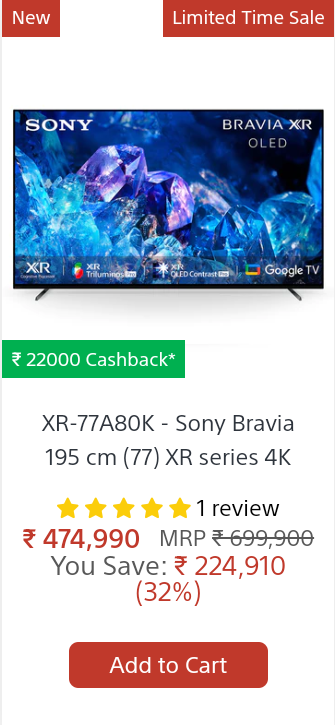 New
Limited Time Sale
SONY
BRAVIA XR
OLED
XR
XR Triluminos Pro
XR OLED Contrast Pro
Google TV
₹ 22000 Cashback*
XR-77A80K - Sony Bravia
195 cm (77) XR series 4K
1 review
₹ 474,990 MRP ₹ 699,900
You Save: ₹ 224,910
(32%)
Add to Cart